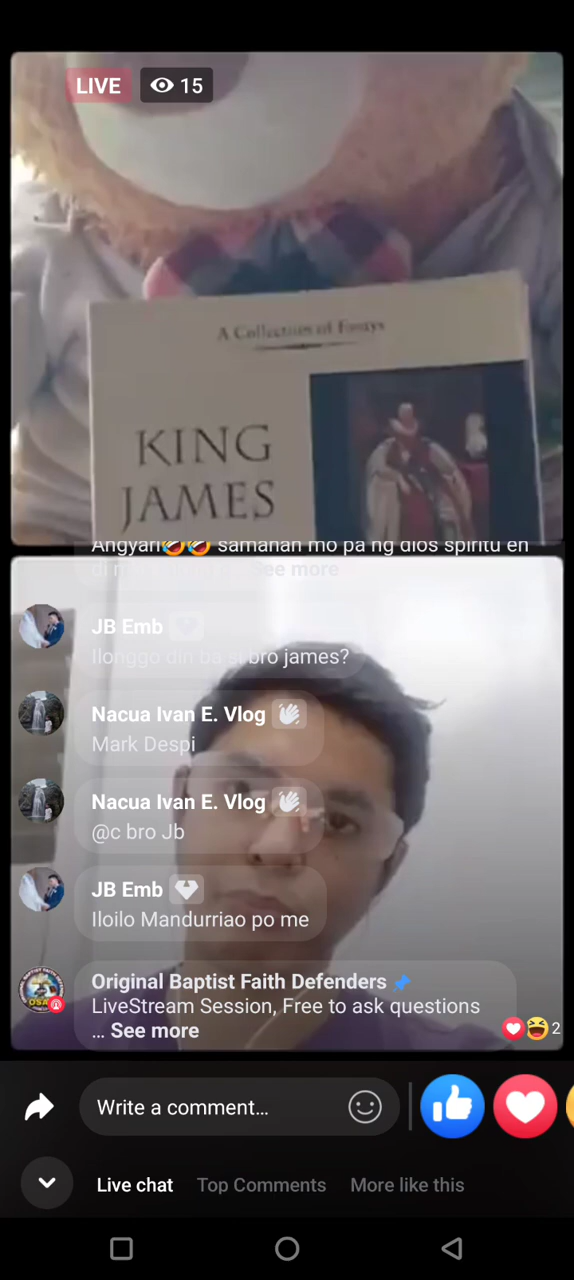 LIVE
15
A Collection of Essays
KING
JAMES
Angyari🤣🤣 samahan mo pa ng dios spiritu en
See more
JB Emb
Ilonggo din ba si bro james?
Nacua Ivan E. Vlog
Mark Despi
Nacua Ivan E. Vlog
@c bro Jb
JB Emb
Iloilo Mandurriao po me
Original Baptist Faith Defenders
LiveStream Session, Free to ask questions
... See more
2
Write a comment...
Live chat Top Comments More like this